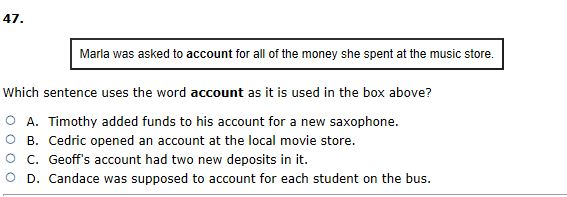 47.
Marla was asked to account for all of the money she spent at the music store.
Which sentence uses the word account as it is used in the box above?
A. Timothy added funds to his account for a new saxophone.
B. Cedric opened an account at the local movie store.
C. Geoff's account had two new deposits in it.
D. Candace was supposed to account for each student on the bus.